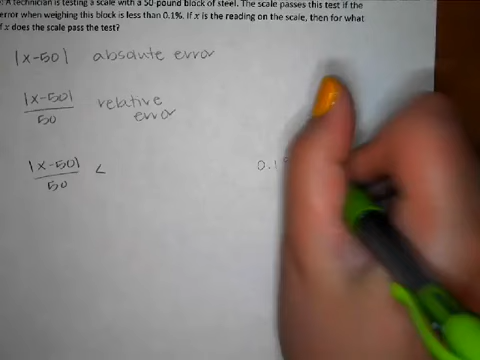 A technician is testing a scale with a 50-pound block of steel. The scale passes this test if the
error when weighing this block is less than 0.1%. If x is the reading on the scale, then for what
does the scale pass the test?
|x-50| absolute error
|x-50|
50
relative
error
|x-50|
50
<
0.1